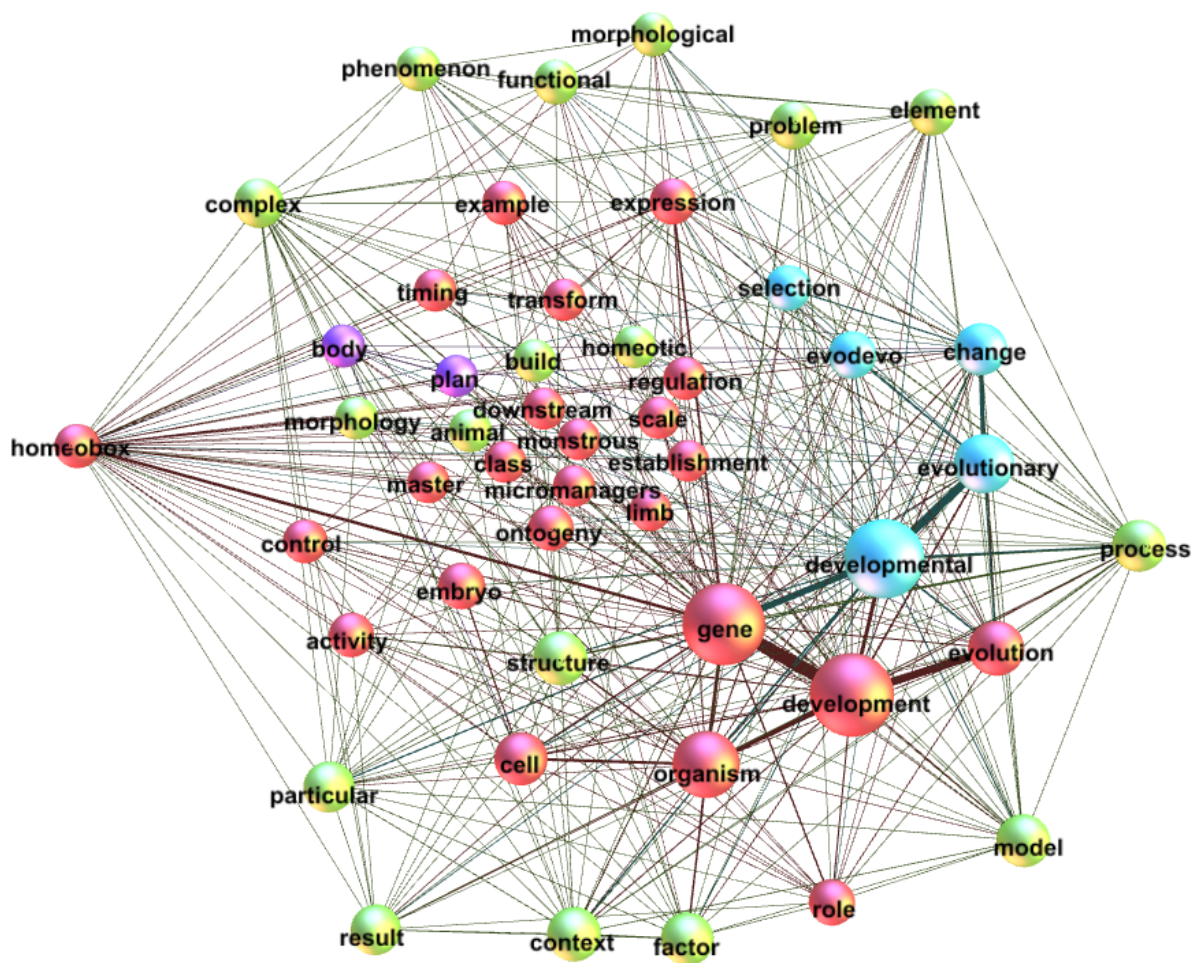 morphological
phenomenon
functional
element
problem
complex
example
expression
selection
timing
transform
body
homeotic
evodevo
change
build
plan
regulation
downstream
scale
morphology
animal
monstrous
homeobox
class
establishment
evolutionary
master
micromanagers
limb
ontogeny
control
process
developmental
embryo
gene
activity
evolution
structure
development
cell
organism
particular
model
role
result
context
factor